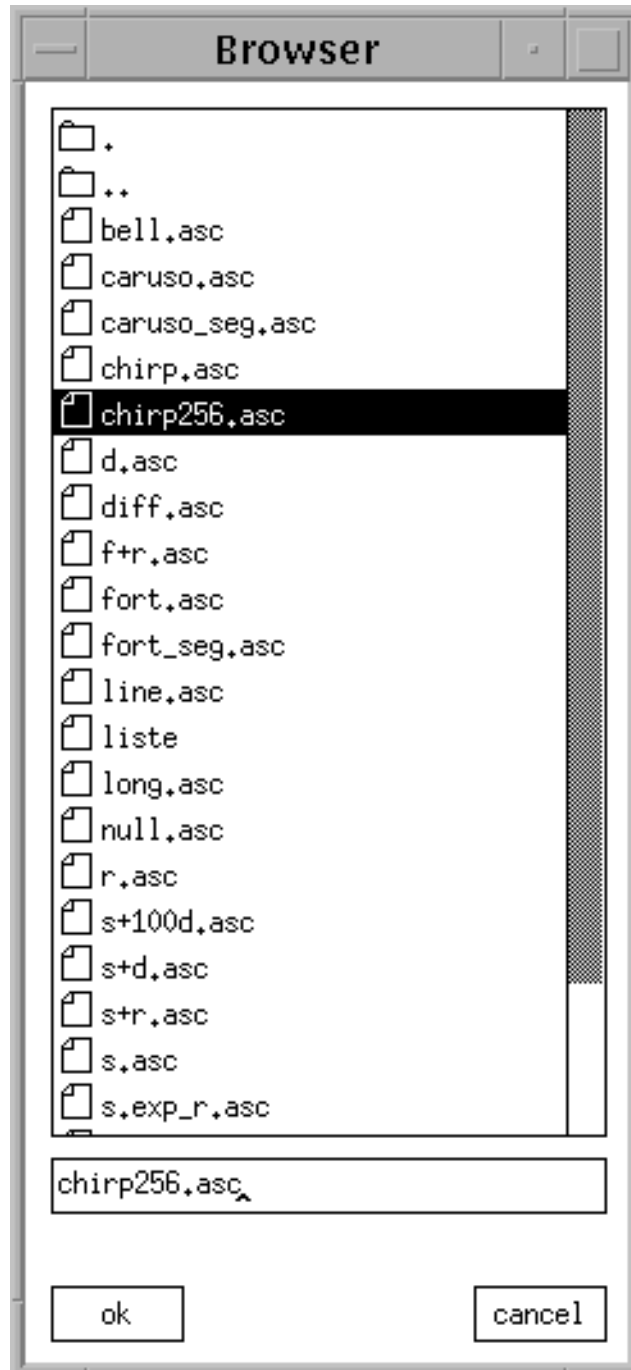 Browser
.
..
bell.asc
caruso.asc
caruso_seg.asc
chirp.asc
chirp256.asc
d.asc
diff.asc
f+r.asc
fort.asc
fort_seg.asc
line.asc
liste
long.asc
null.asc
r.asc
s+100d.asc
s+d.asc
s+r.asc
s.asc
s.exp_r.asc
chirp256.asc
ok cancel